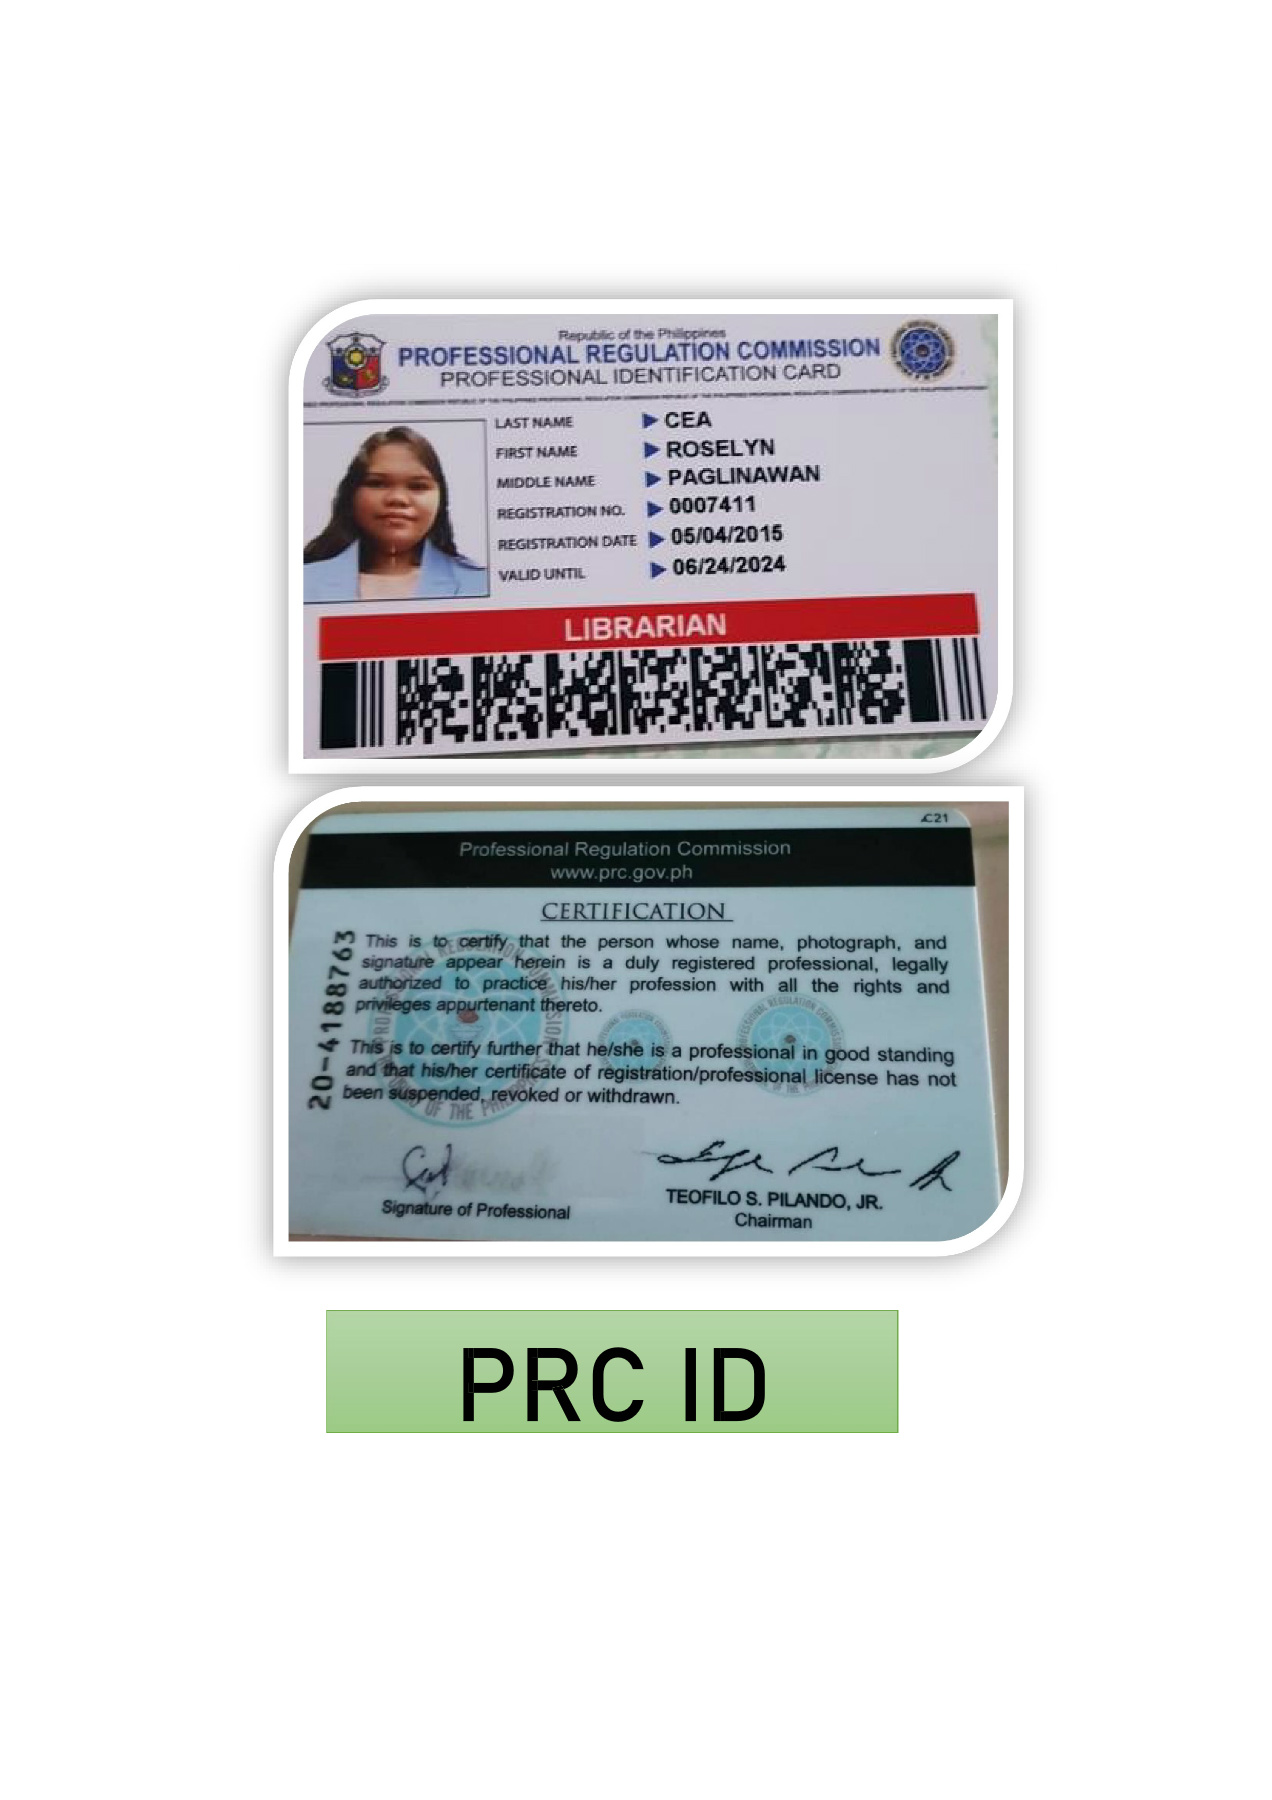 Republic of the Philippines
PROFESSIONAL REGULATION COMMISSION
PROFESSIONAL IDENTIFICATION CARD
LAST NAME CEA
FIRST NAME ROSELYN
MIDDLE NAME PAGLINAWAN
REGISTRATION NO. 0007411
REGISTRATION DATE 05/04/2015
VALID UNTIL 06/24/2024
LIBRARIAN
C21
Professional Regulation Commission
www.prc.gov.ph
CERTIFICATION
20-4188763
This is to certify that the person whose name, photograph, and
signature appear herein is a duly registered professional, legally
authorized to practice his/her profession with all the rights and
privileges appurtenant thereto.
This is to certify further that he/she is a professional in good standing
and that his/her certificate of registration/professional license has not
been suspended, revoked or withdrawn.
Signature of Professional
TEOFILO S. PILANDO, JR.
Chairman
PRC ID